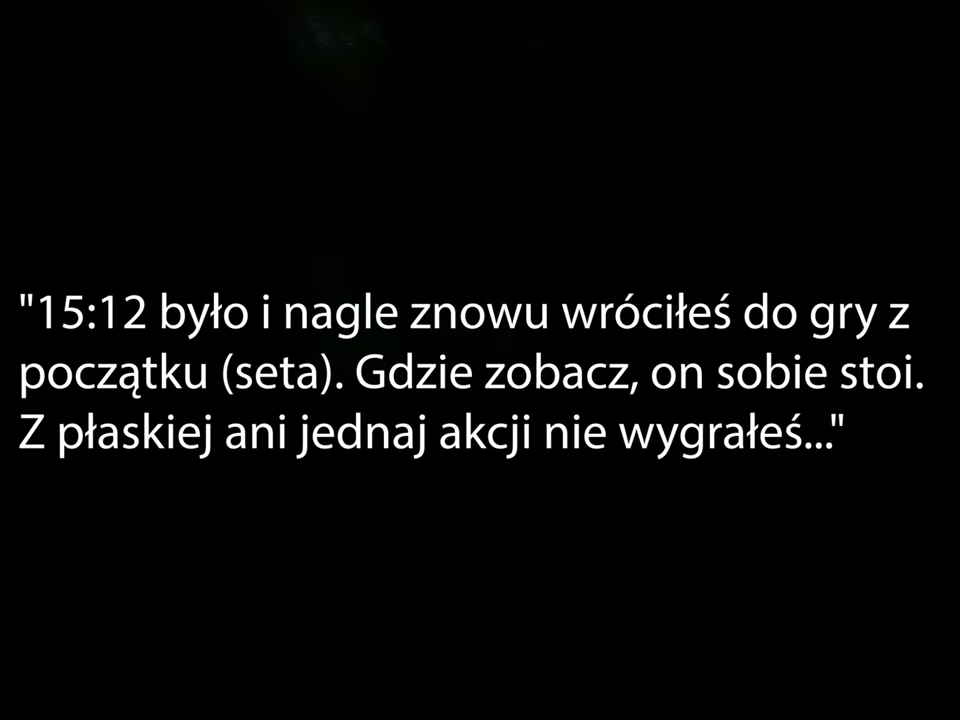 "15:12 było i nagle znowu wróciłeś do gry z
początku (seta). Gdzie zobacz, on sobie stoi.
Z płaskiej ani jednaj akcji nie wygrałeś..."